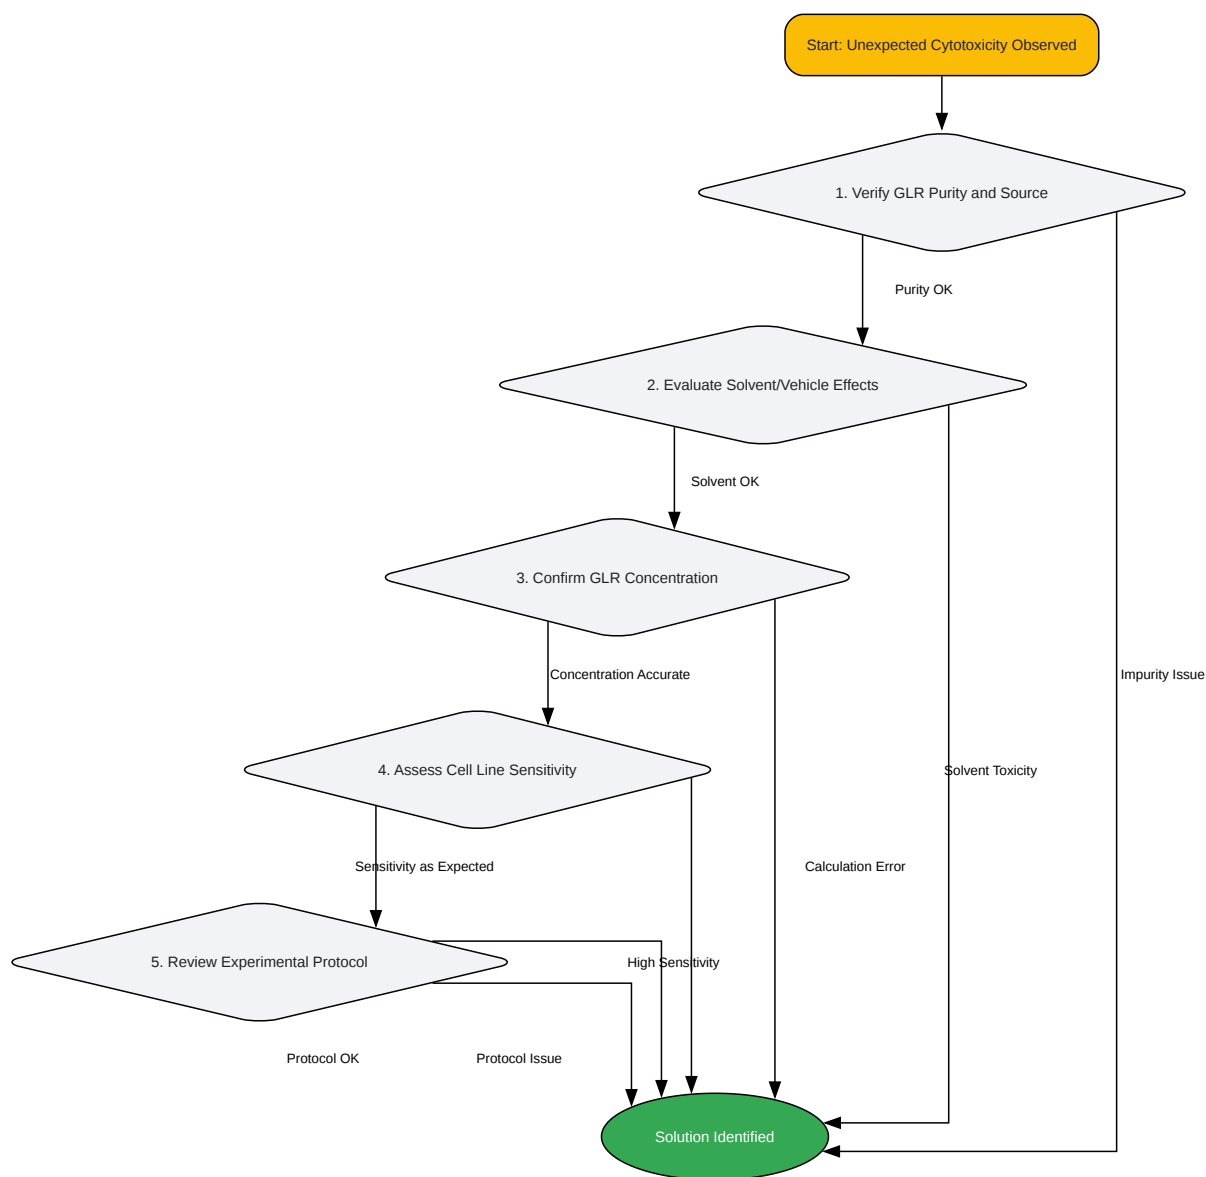 Start: Unexpected Cytotoxicity Observed
1. Verify GLR Purity and Source
Purity OK
2. Evaluate Solvent/Vehicle Effects
Solvent OK
3. Confirm GLR Concentration
Concentration Accurate
Impurity Issue
4. Assess Cell Line Sensitivity
Solvent Toxicity
Sensitivity as Expected
Calculation Error
5. Review Experimental Protocol
High Sensitivity
Protocol OK
Protocol Issue
Solution Identified